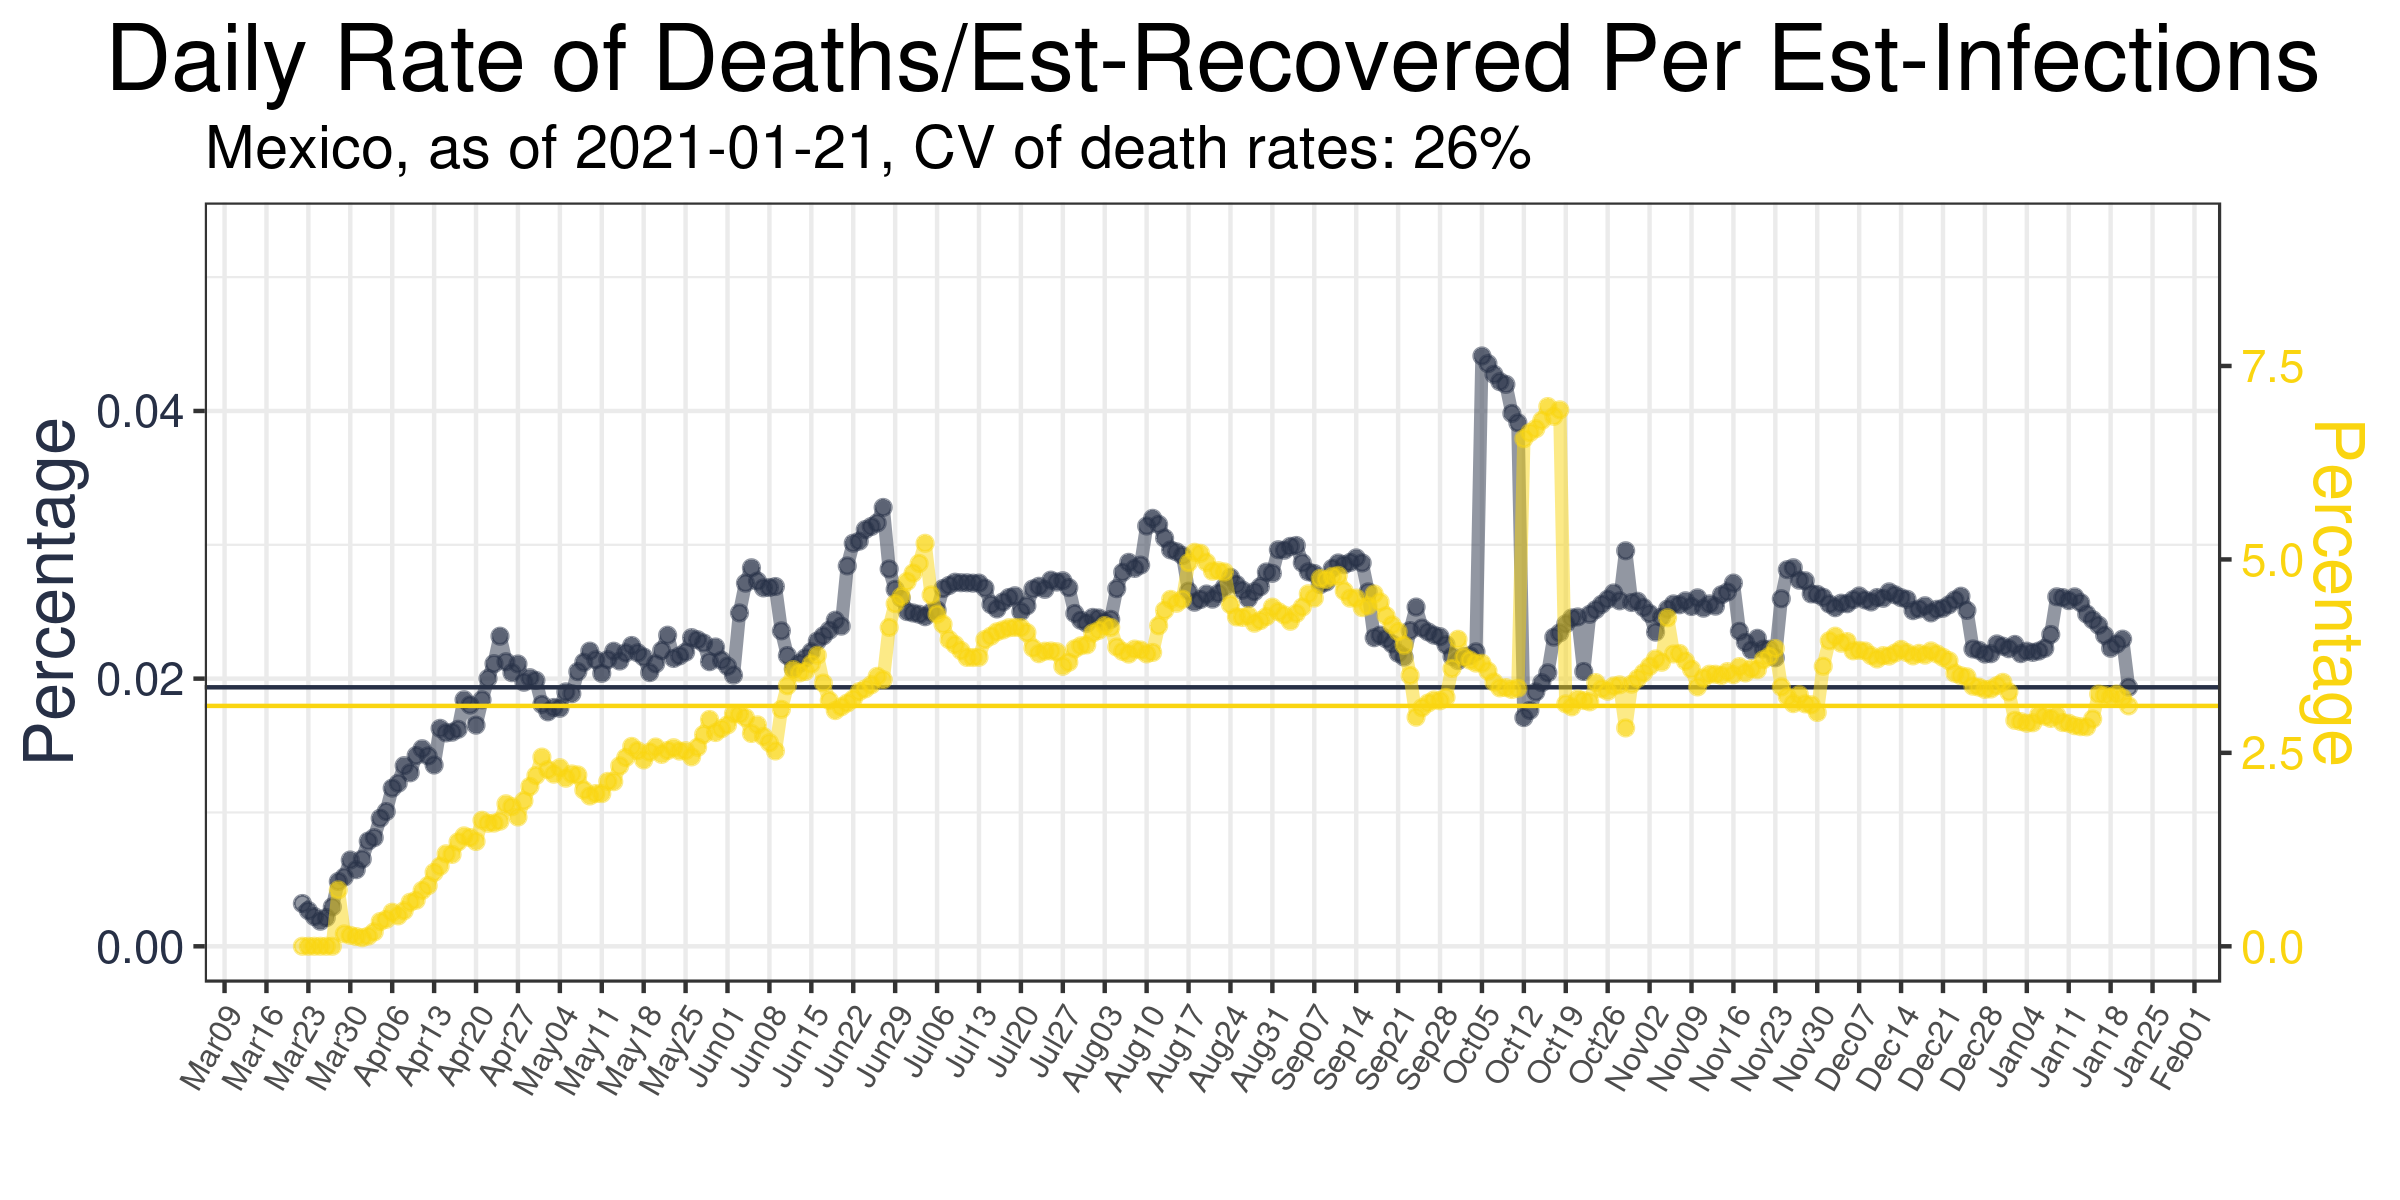 Daily Rate of Deaths/Est-Recovered Per Est-Infections
Mexico, as of 2021-01-21, CV of death rates: 26%
Percentage
0.04
0.02
0.00
7.5
5.0
2.5
0.0
Percentage
Mar09
Mar16
Mar23
Mar30
Apr06
Apr13
Apr20
Apr27
May04
May11
May18
May25
Jun01
Jun08
Jun15
Jun22
Jun29
Jul06
Jul13
Jul20
Jul27
Aug03
Aug10
Aug17
Aug24
Aug31
Sep07
Sep14
Sep21
Sep28
Oct05
Oct12
Oct19
Oct26
Nov02
Nov09
Nov16
Nov23
Nov30
Dec07
Dec14
Dec21
Dec28
Jan04
Jan11
Jan18
Jan25
Feb01